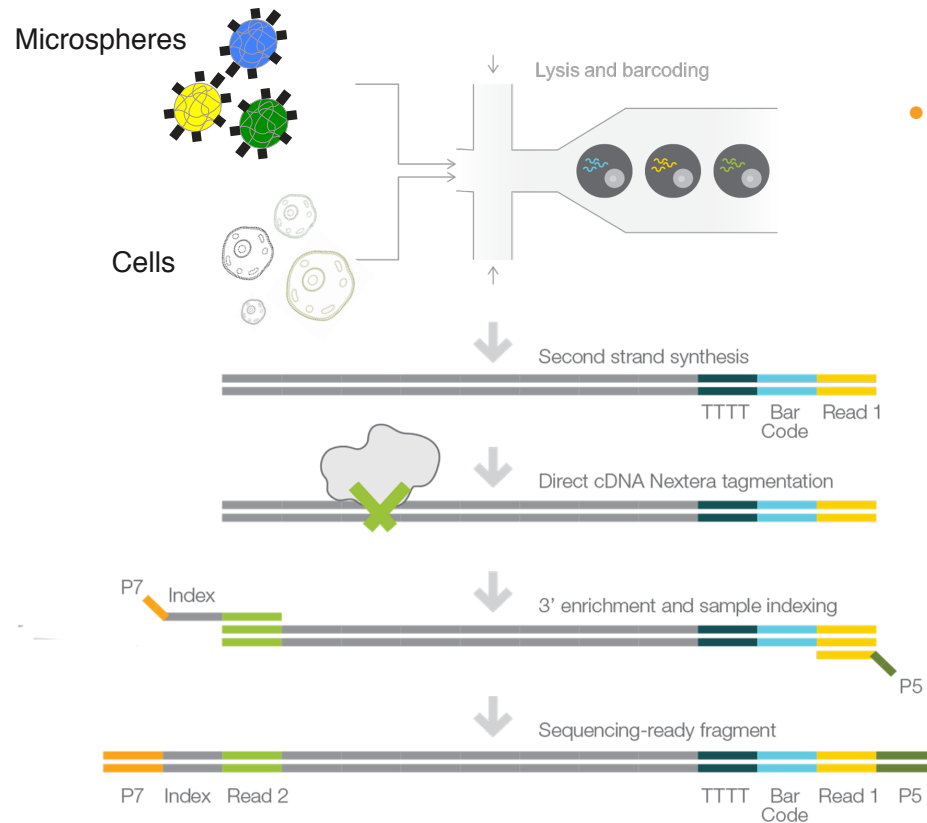 Microspheres
Lysis and barcoding
Cells
Second strand synthesis
TTTT Bar Code Read 1
Direct cDNA Nextera tagmentation
P7
Index
3’ enrichment and sample indexing
P5
Sequencing-ready fragment
P7 Index Read 2 TTTT Bar Code Read 1 P5